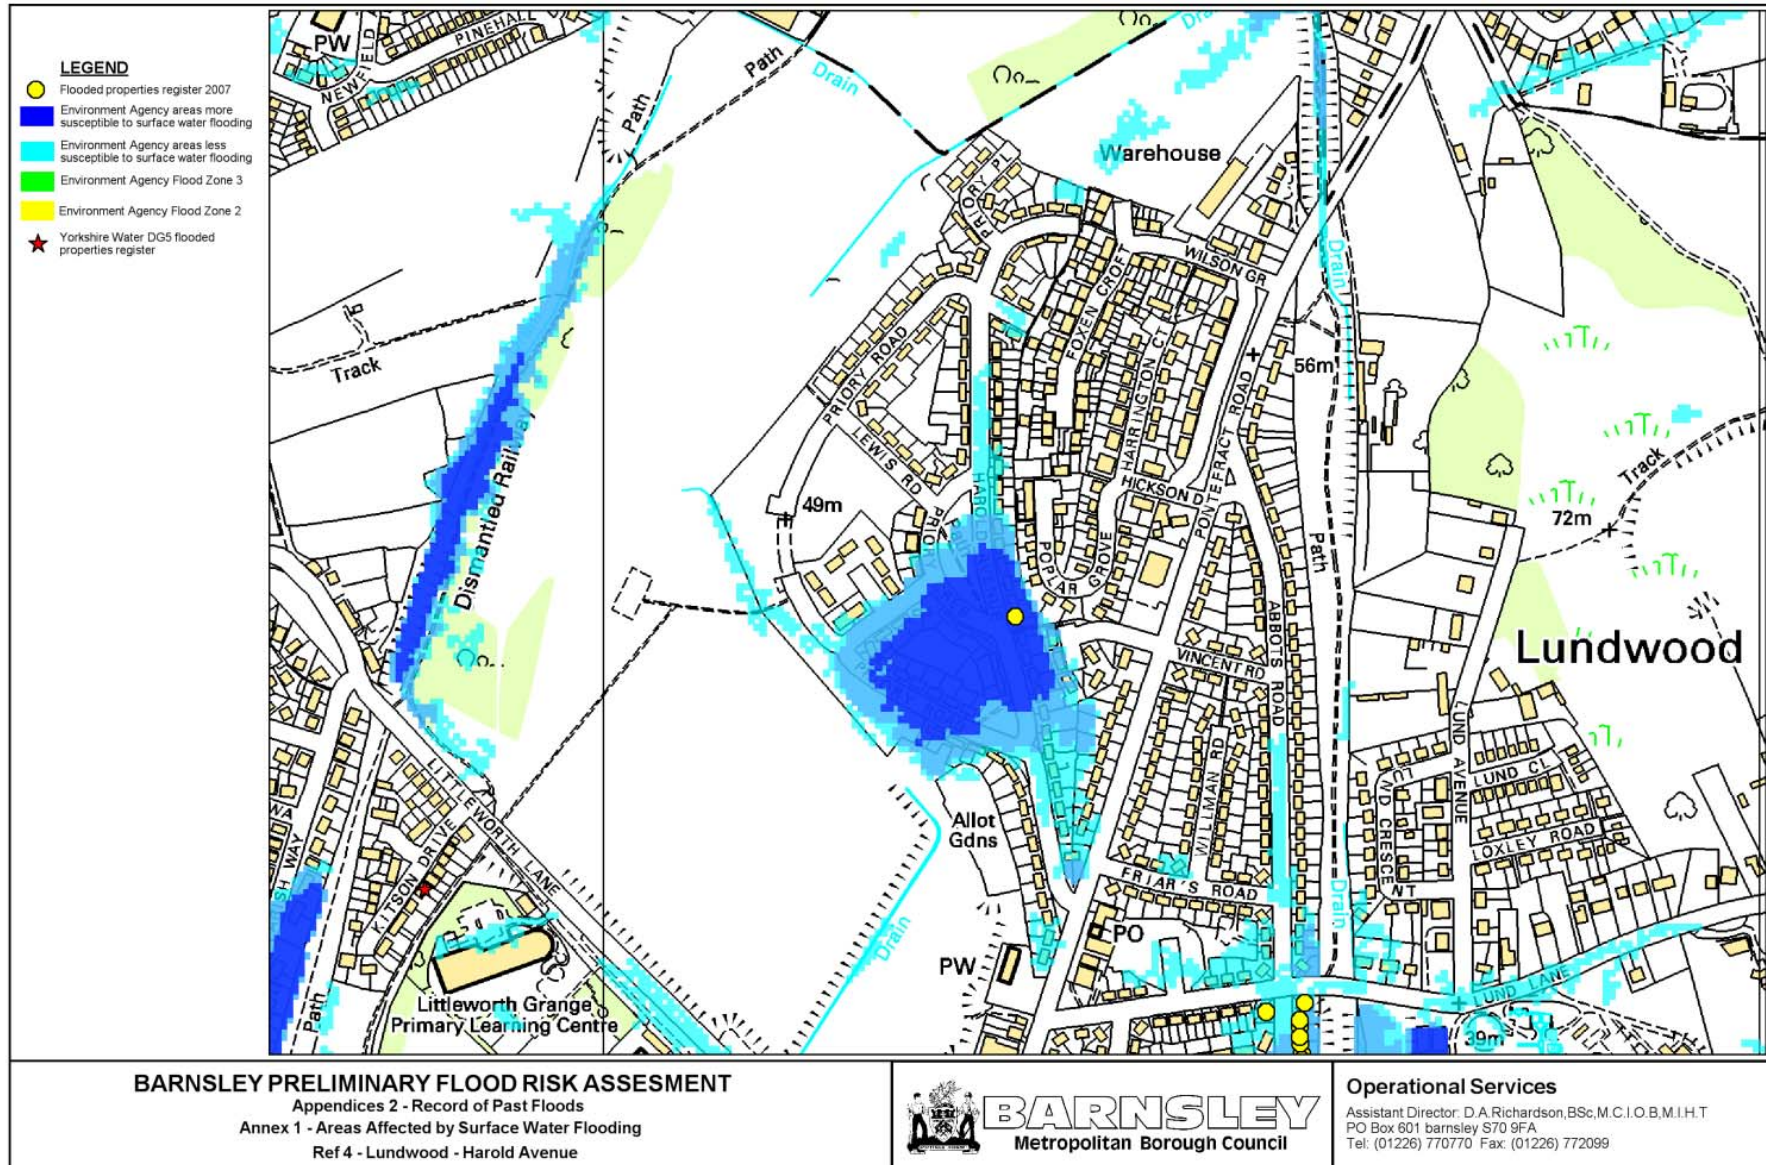 LEGEND
Flooded properties register 2007
Environment Agency areas more
susceptible to surface water flooding
Environment Agency areas less
susceptible to surface water flooding
Environment Agency Flood Zone 3
Environment Agency Flood Zone 2
Yorkshire Water DG5 flooded
properties register
PW
NEWFIELD
PINEHALL
Path
Path
Drain
Drain
Warehouse
PRIORY PL
WILSON GR
Drain
FOXEN CROFT
HARRINGTON CT
PRIORY ROAD
LEWIS RD
Track
56m
PONTEFRACT ROAD
HICKSON D
49m
HAROLD
PRIORY
POPLAR
GROVE
Dismantled Railway
Path
Track
72m
ABBOTS ROAD
VINCENT RD
Lundwood
WILLMAN RD
LUND AVENUE
LUND CL
LUND CRESCENT
LOXLEY ROAD
Allot
Gdns
FRIAR'S ROAD
LITTLEWORTH LANE
KITSON DRIVE
WA
SH WAY
Path
Drain
Drain
PO
PW
LUND LANE
39m
Littleworth Grange
Primary Learning Centre
BARNSLEY PRELIMINARY FLOOD RISK ASSESMENT
Appendices 2 - Record of Past Floods
Annex 1 - Areas Affected by Surface Water Flooding
Ref 4 - Lundwood - Harold Avenue
BARNSLEY
Metropolitan Borough Council
Operational Services
Assistant Director: D.A.Richardson,BSc,M.C.I.O.B,M.I.H.T
PO Box 601 barnsley S70 9FA
Tel: (01226) 770770 Fax: (01226) 772099